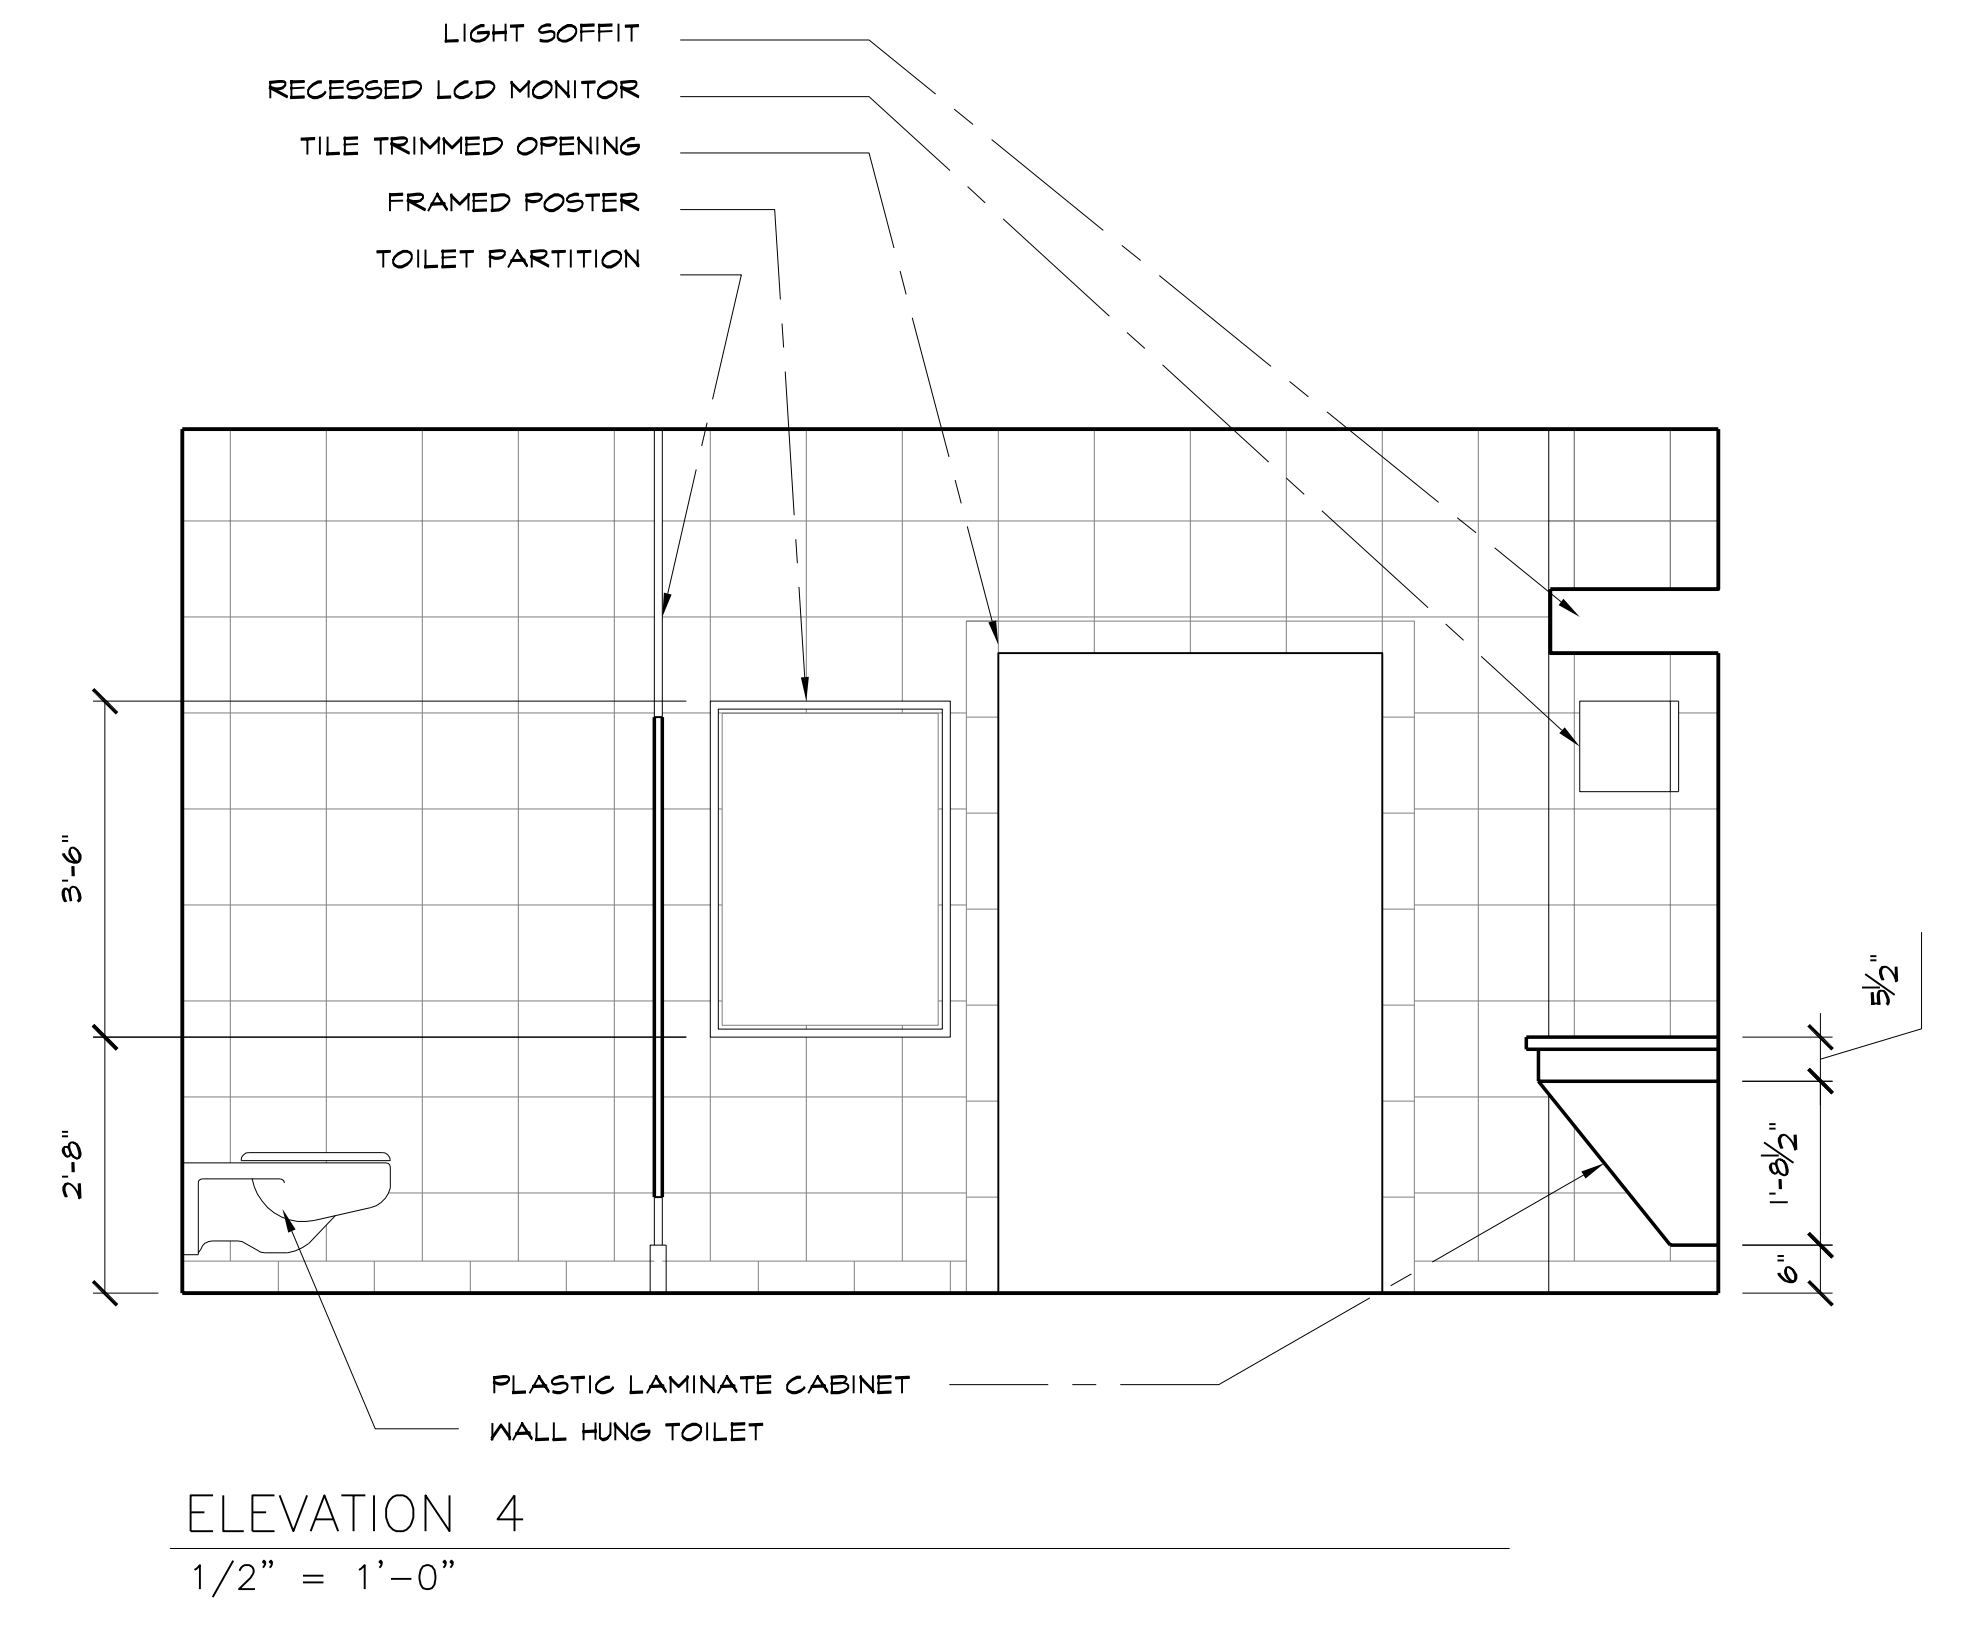 LIGHT SOFFIT
RECESSED LCD MONITOR
TILE TRIMMED OPENING
FRAMED POSTER
TOILET PARTITION
3'-6"
2'-8"
5½"
1'-8½"
6"
PLASTIC LAMINATE CABINET
WALL HUNG TOILET
ELEVATION 4
1/2" = 1'-0"